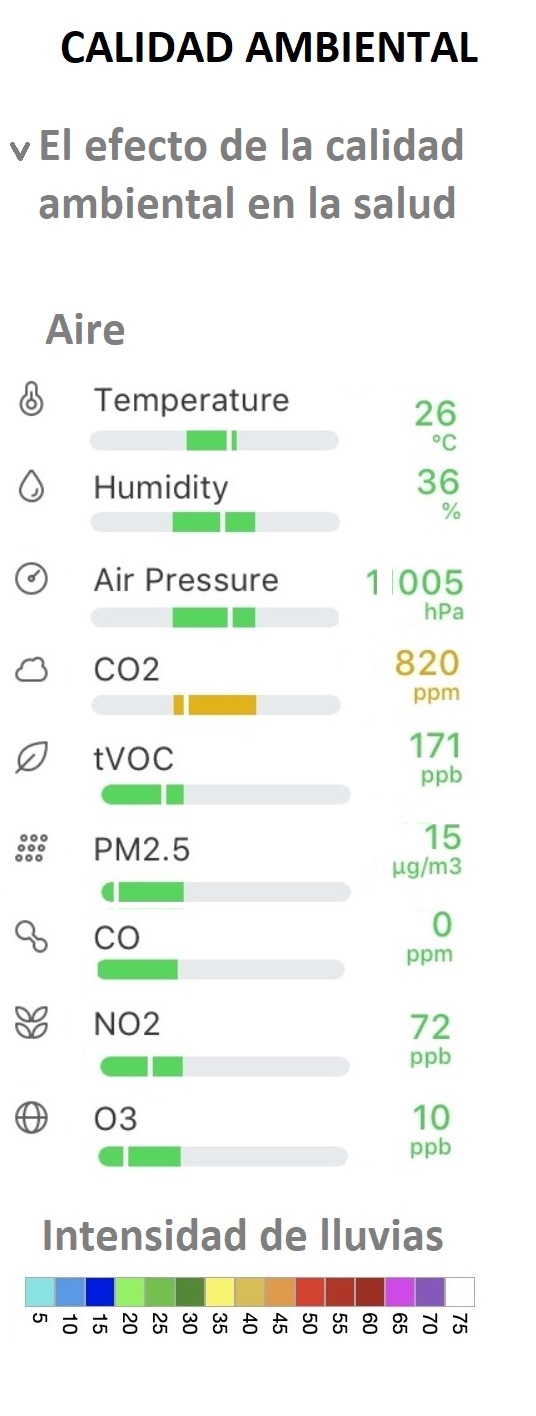 CALIDAD AMBIENTAL
El efecto de la calidad
ambiental en la salud
Aire
Temperature
26
°C
Humidity
36
%
Air Pressure
1 005
hPa
CO2
820
ppm
tVOC
171
ppb
PM2.5
15
µg/m3
CO
0
ppm
NO2
72
ppb
O3
10
ppb
Intensidad de lluvias
5 10 15 20 25 30 35 40 45 50 55 60 65 70 75